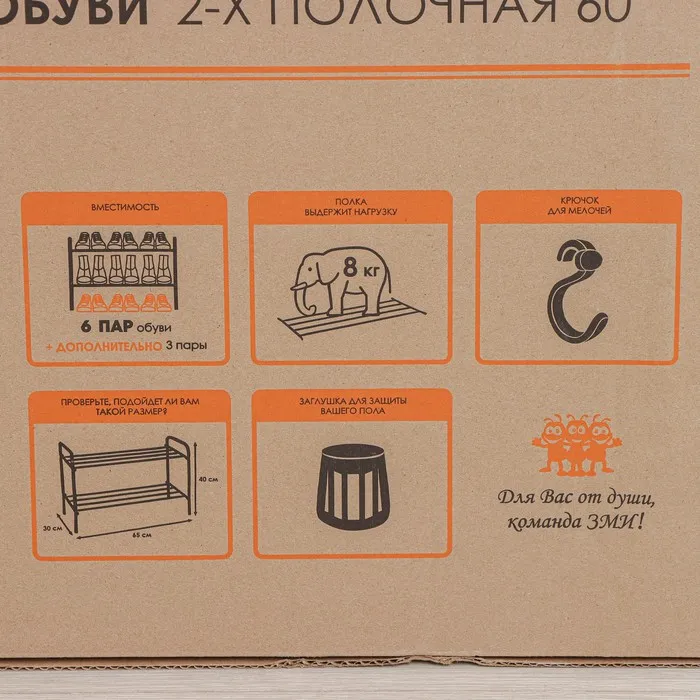 ОБУВИ 2-Х ПОЛОЧНАЯ 60
ВМЕСТИМОСТЬ
6 ПАР обуви
+ ДОПОЛНИТЕЛЬНО 3 пары
ПОЛКА
ВЫДЕРЖИТ НАГРУЗКУ
8 кг
КРЮЧОК
ДЛЯ МЕЛОЧЕЙ
ПРОВЕРЬТЕ, ПОДОЙДЕТ ЛИ ВАМ
ТАКОЙ РАЗМЕР?
40 см
30 см
65 см
ЗАГЛУШКА ДЛЯ ЗАЩИТЫ
ВАШЕГО ПОЛА
Для Вас от души,
команда ЗМИ!